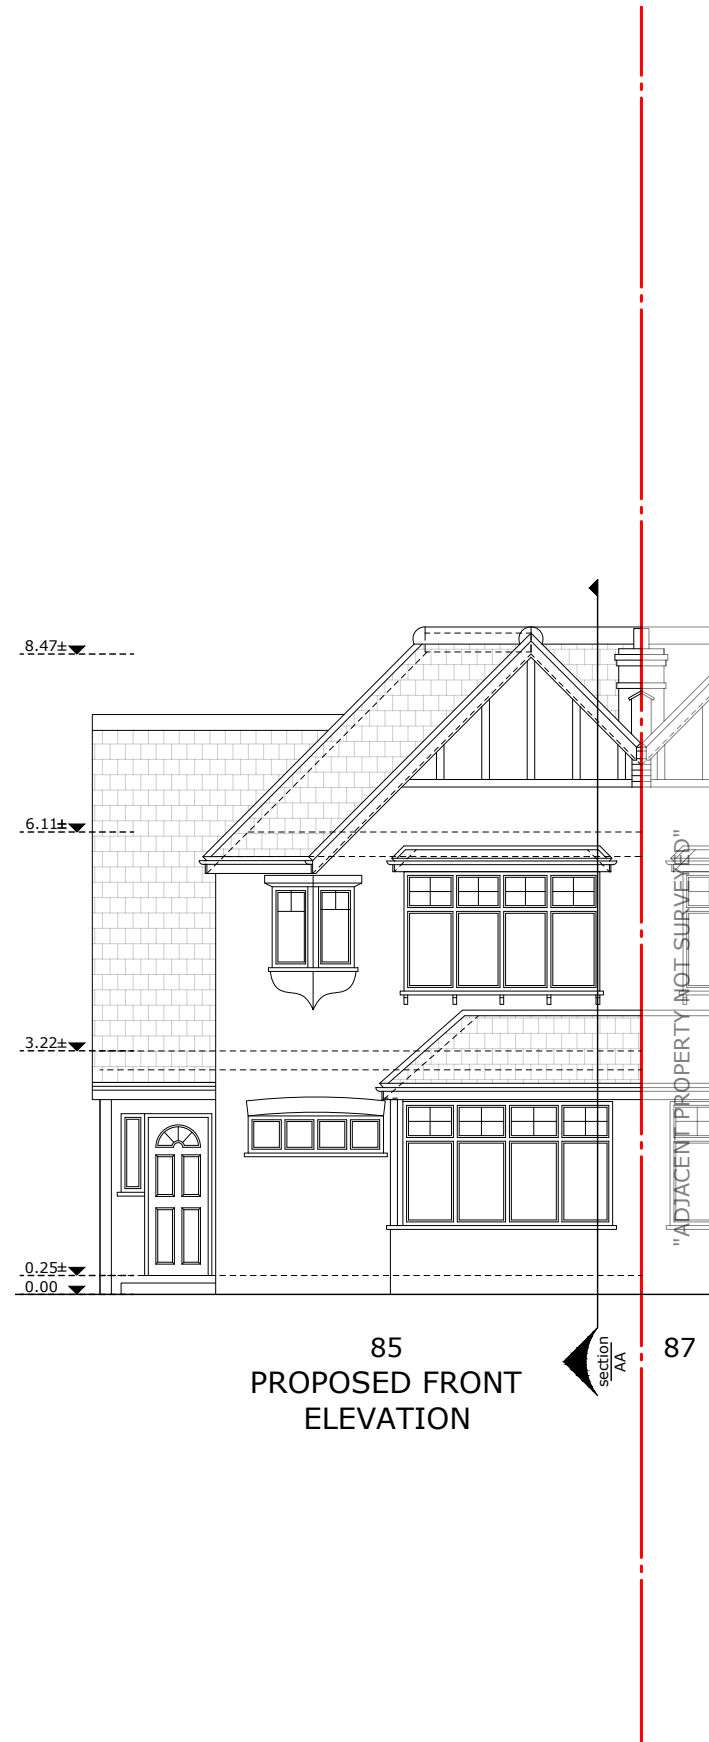 8.47±
6.11±
"ADJACENT PROPERTY NOT SURVEYED"
3.22±
0.25±
0.00
85
87
section
AA
PROPOSED FRONT
ELEVATION